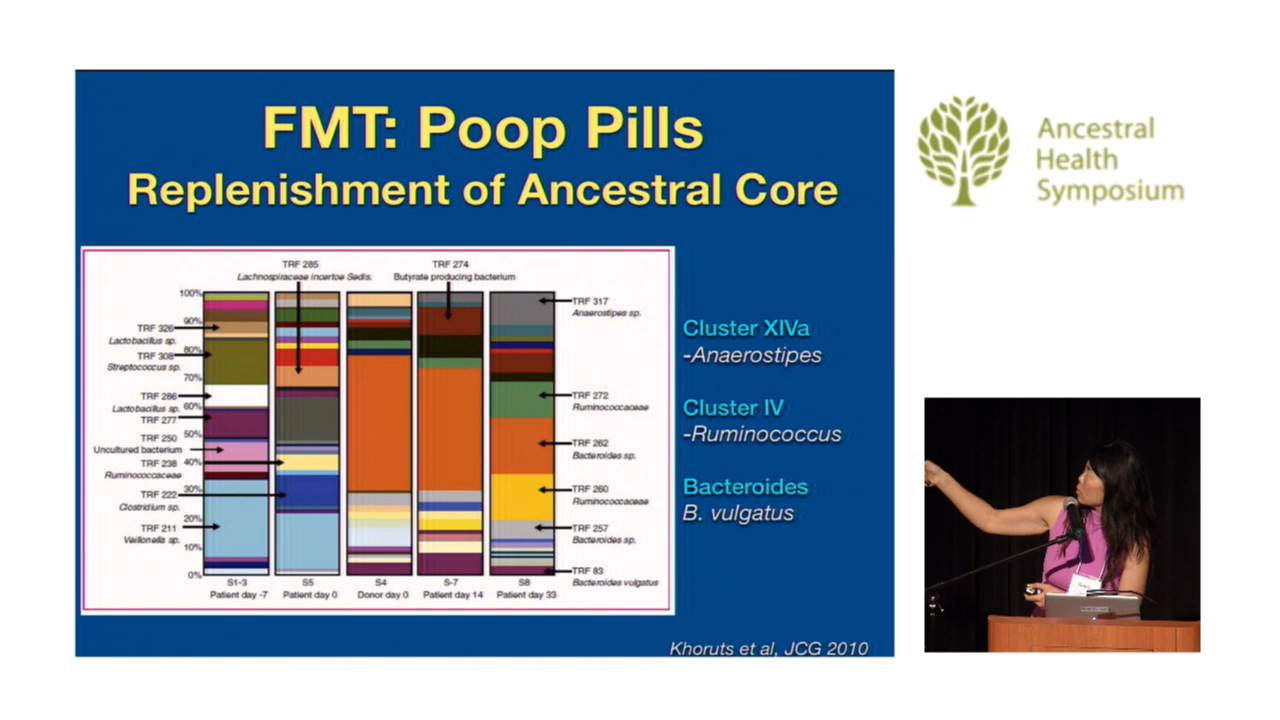 FMT: Poop Pills
Replenishment of Ancestral Core
TRF 285
Lachnospiraceae incertoe Sedis.
TRF 274
Butyrate producing bacterium
100%
90%
80%
70%
60%
50%
40%
30%
20%
10%
0%
TRF 326
Lactobacillus sp.
TRF 308
Streptococcus sp.
TRF 286
Lactobacillus sp.
TRF 277
TRF 250
Uncultured bacterium
TRF 238
Ruminococcaceae
TRF 222
Clostridium sp.
TRF 211
Veillonella sp.
TRF 317
Anaerostipes sp.
TRF 272
Ruminococcaceae
TRF 262
Bacteroides sp.
TRF 260
Ruminococcaceae
TRF 257
Bacteroides sp.
TRF 83
Bacteroides vulgatus
S1-3
Patient day -7
S5
Patient day 0
S4
Donor day 0
S-7
Patient day 14
S8
Patient day 33
Cluster XIVa
-Anaerostipes
Cluster IV
-Ruminococcus
Bacteroides
B. vulgatus
Khoruts et al, JCG 2010
Ancestral
Health
Symposium